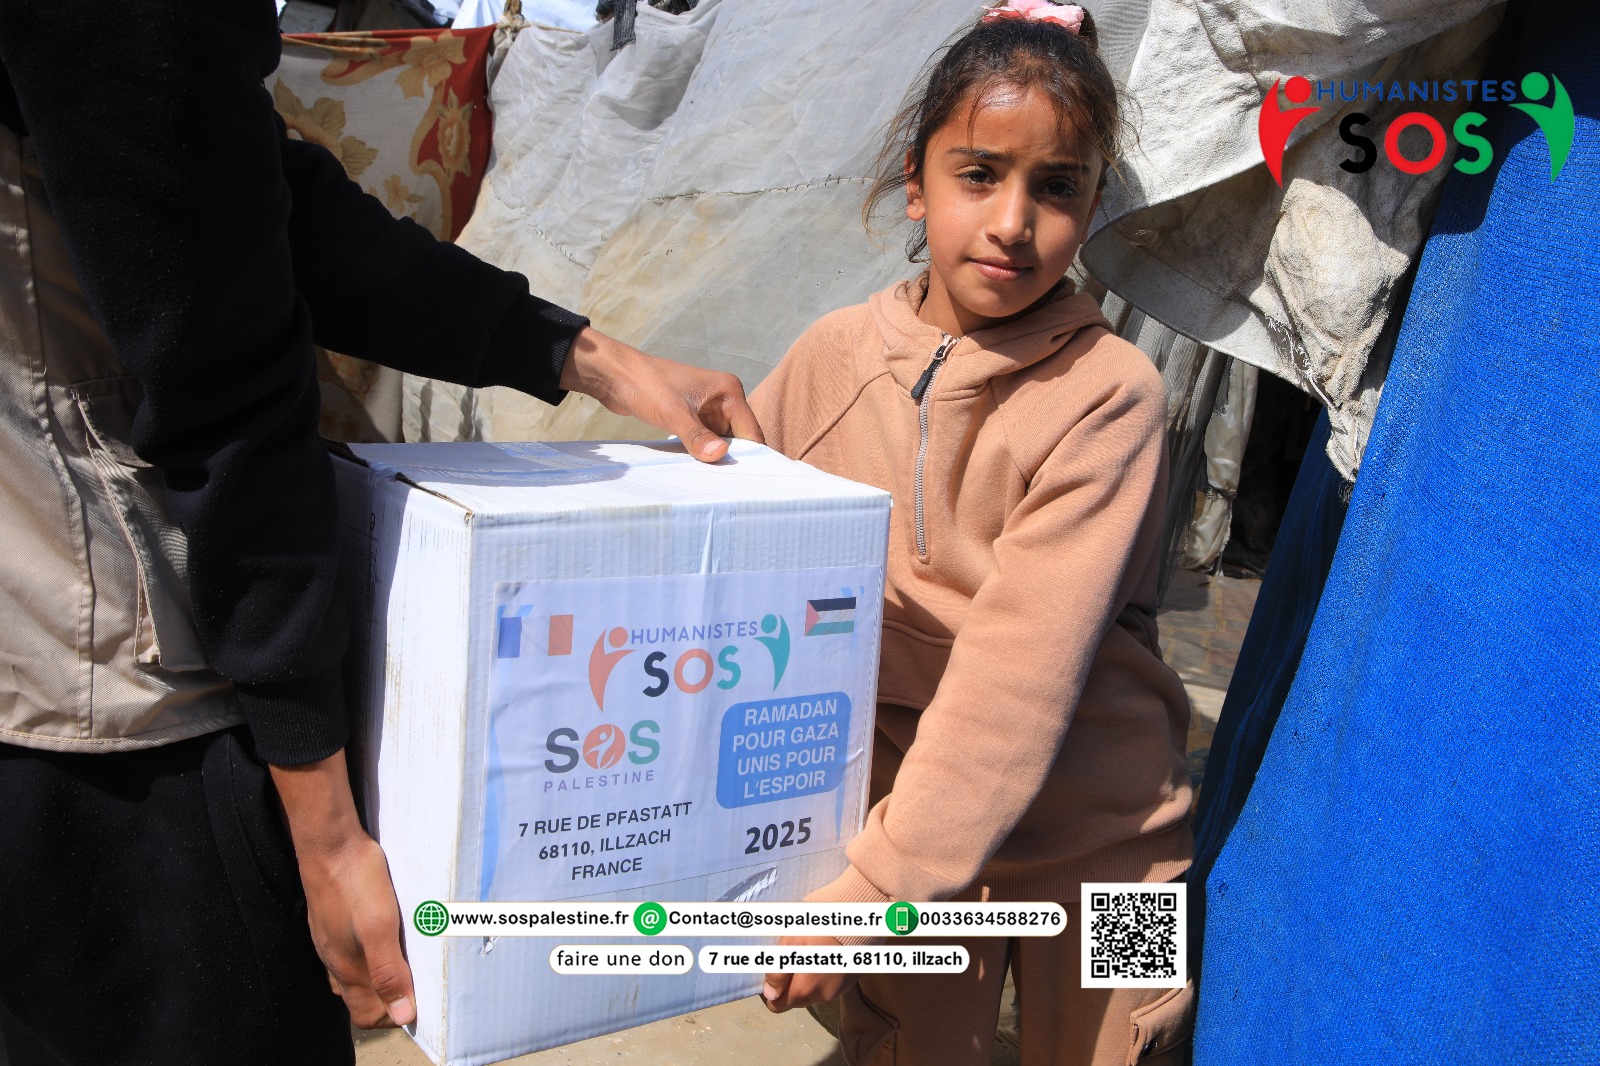 HUMANISTES
SOS
HUMANISTES
SOS
SOS
PALESTINE
RAMADAN
POUR GAZA
UNIS POUR
L'ESPOIR
7 RUE DE PFASTATT
68110, ILLZACH
FRANCE
2025
www.sospalestine.fr @ Contact@sospalestine.fr 0033634588276
faire une don 7 rue de pfastatt, 68110, illzach